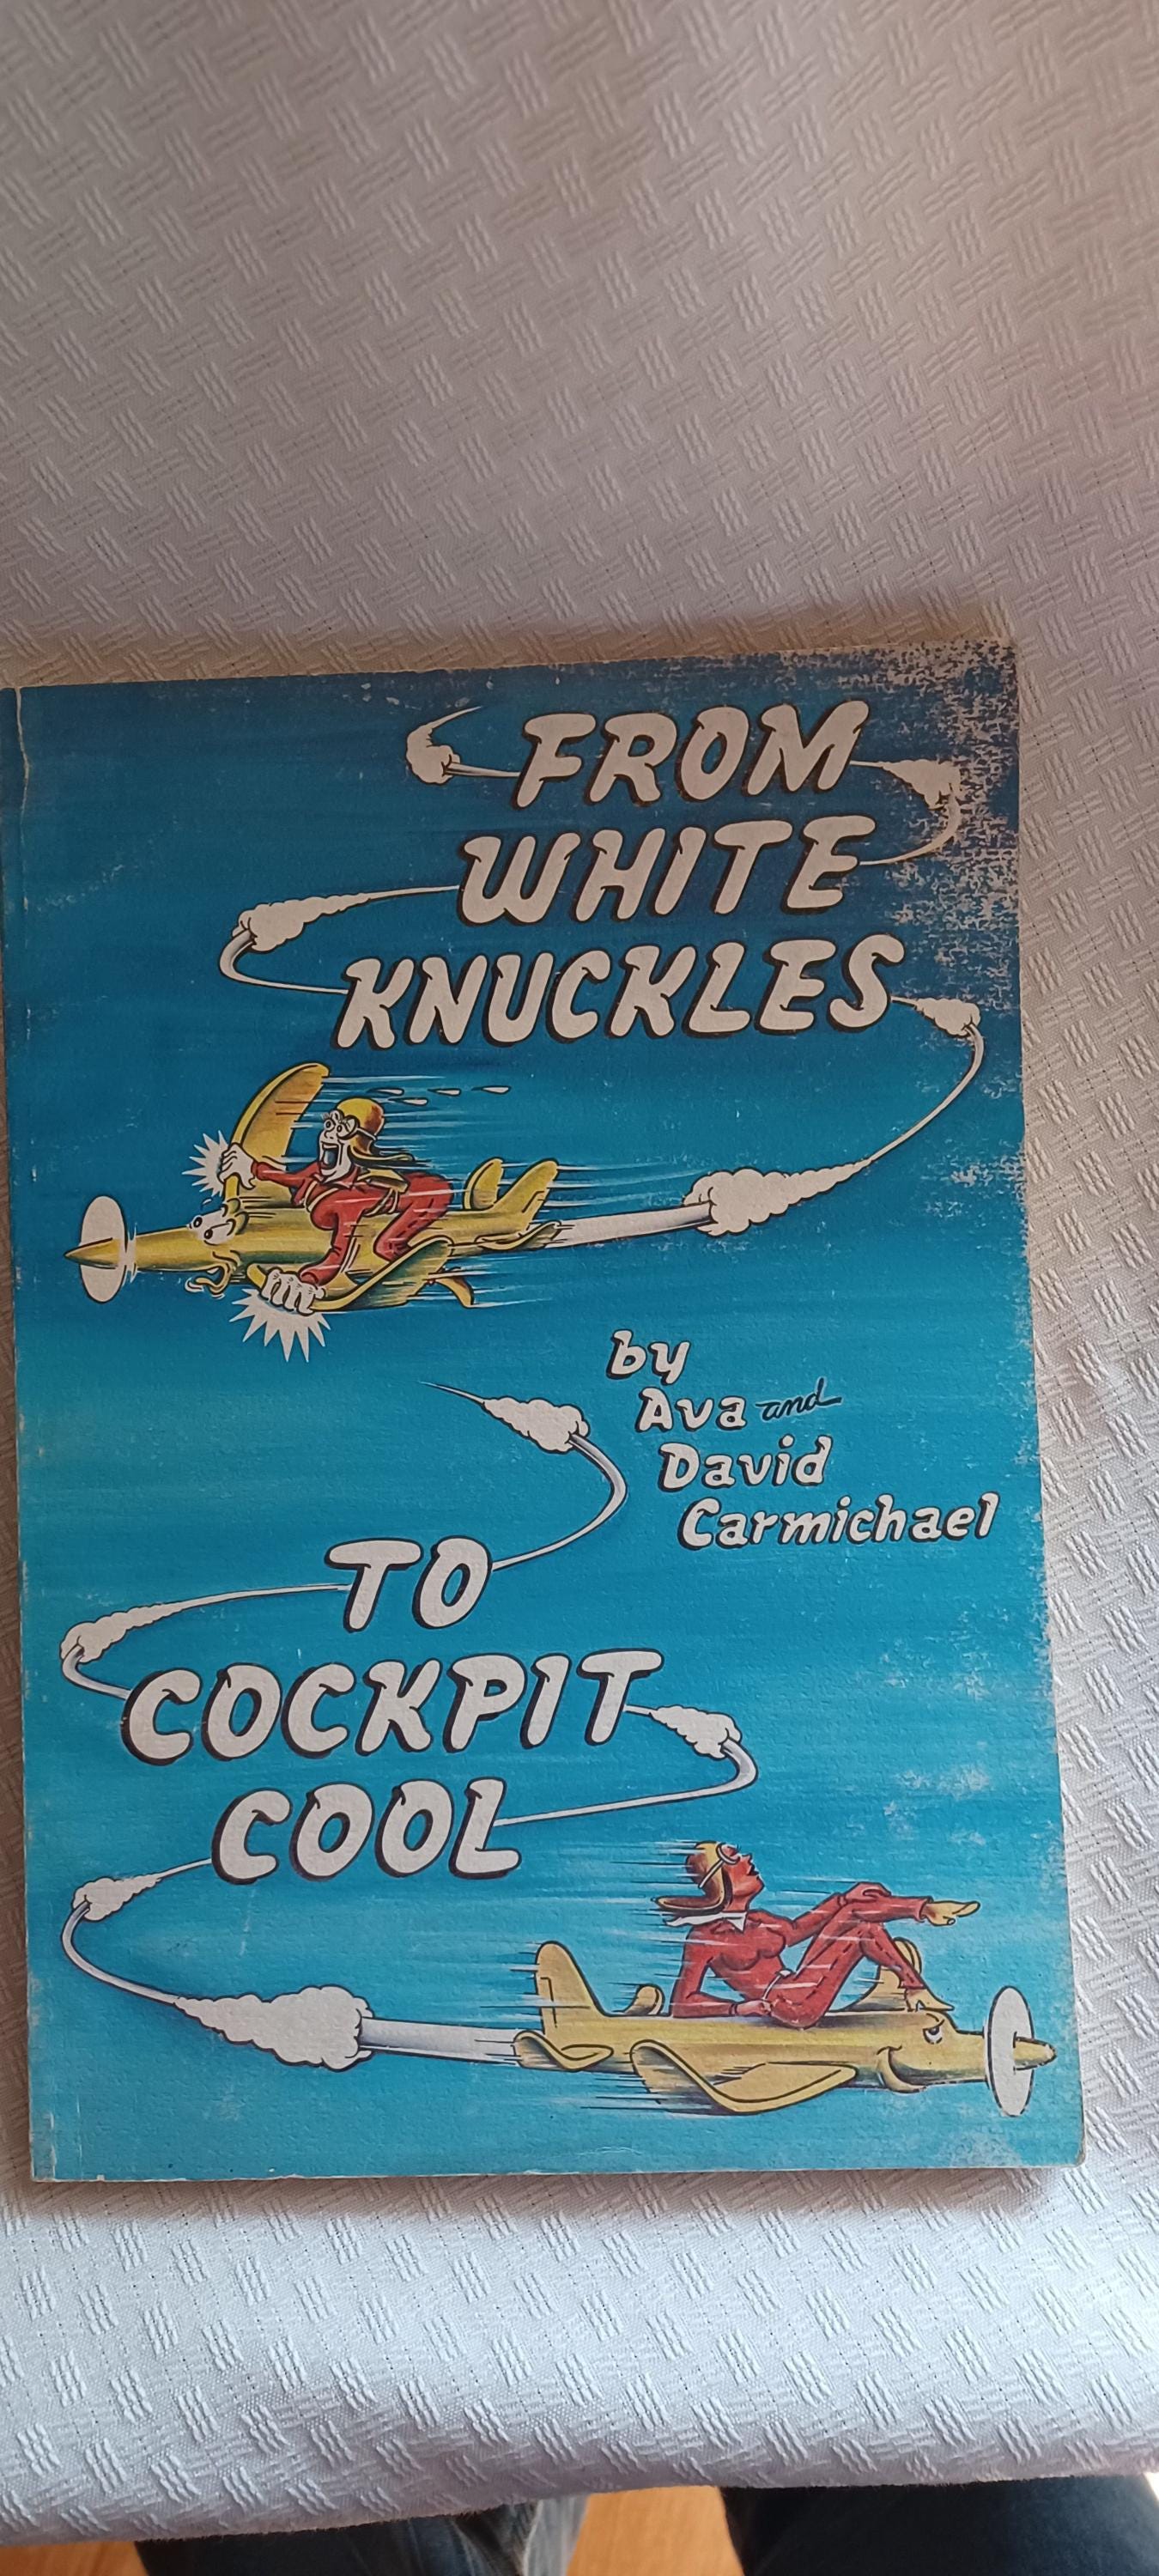 FROM
WHITE
KNUCKLES
by
Ava and
David
Carmichael
TO
COCKPIT
COOL